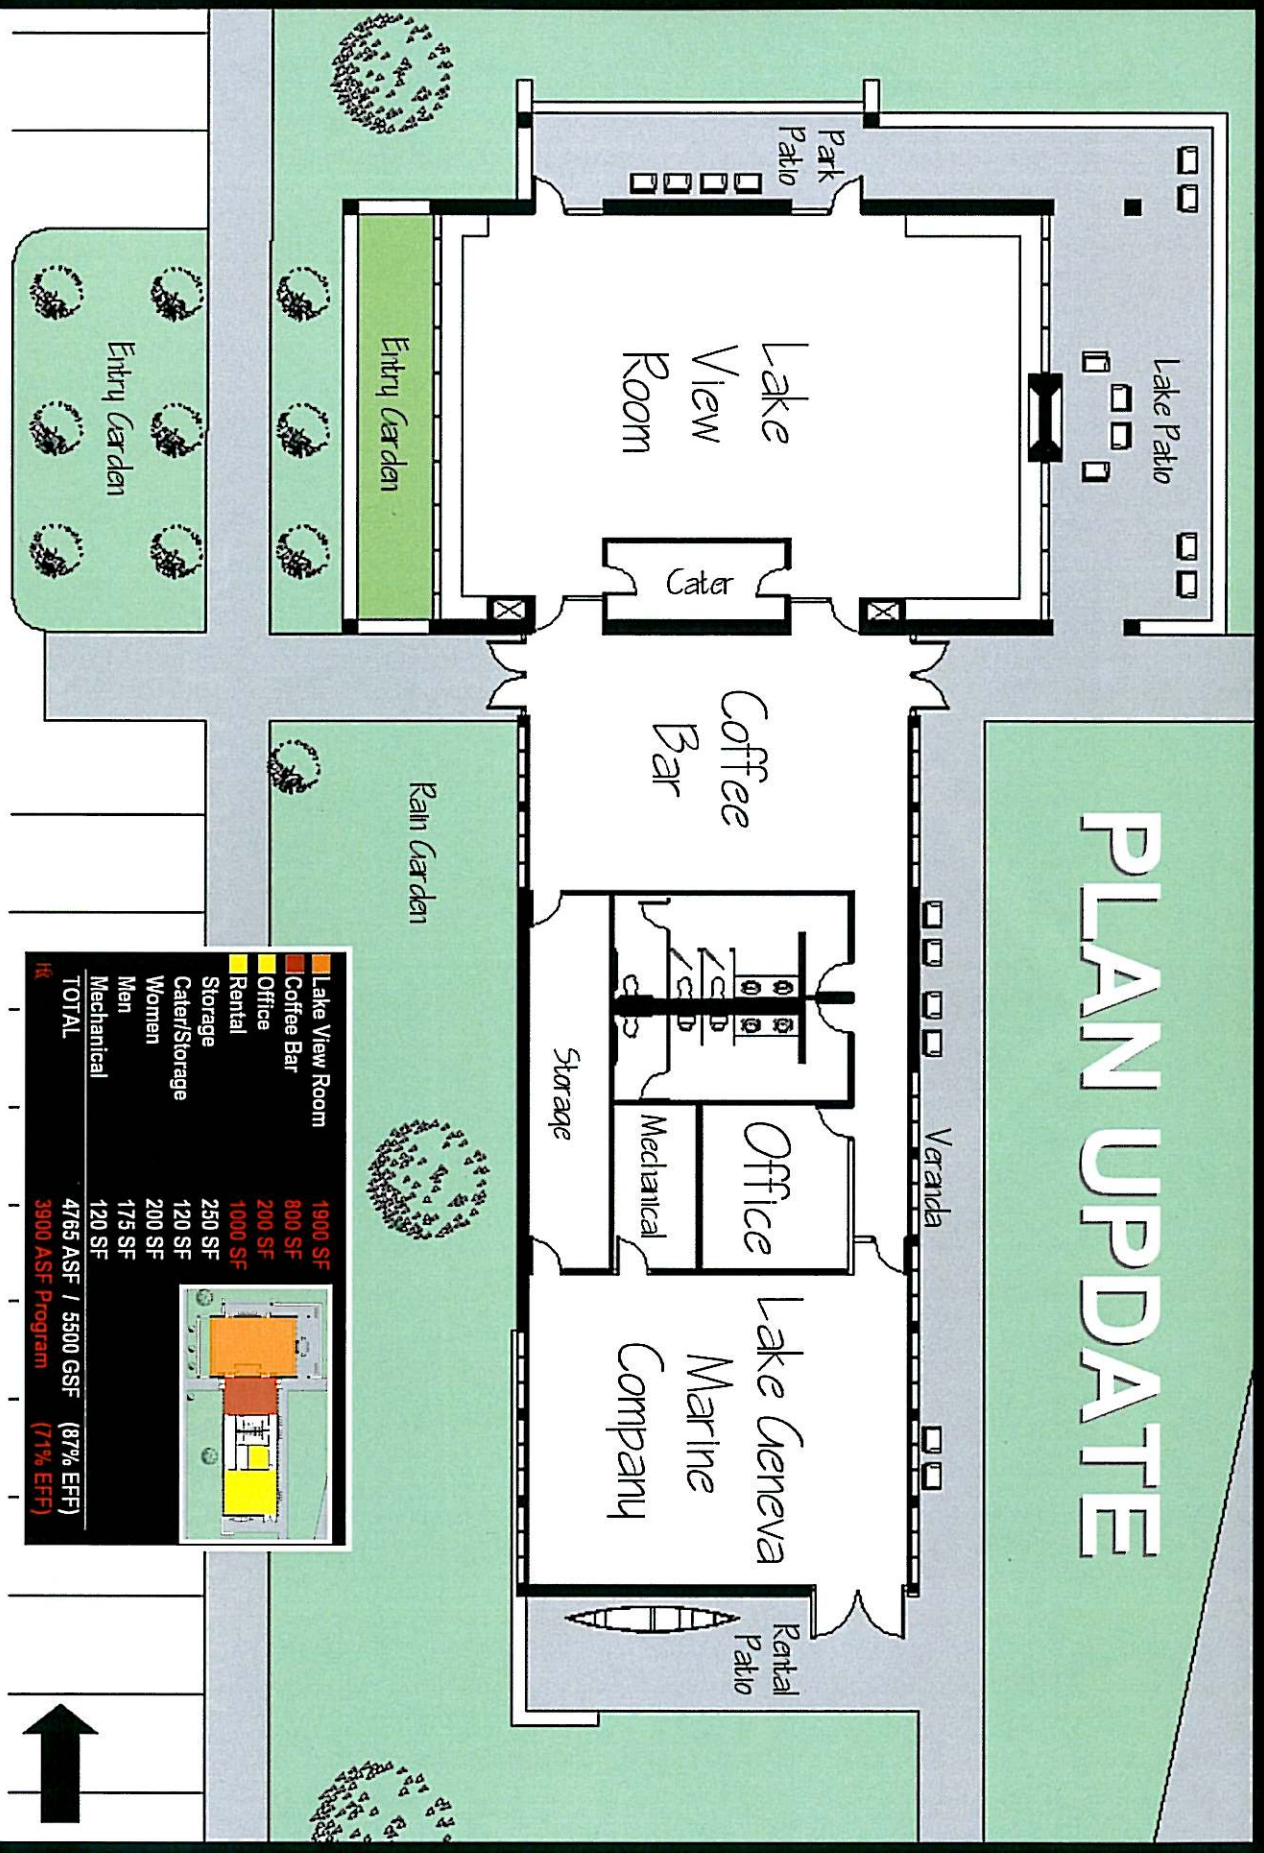 PLAN UPDATE
Lake Patio
Park
Patio
Lake
View
Room
Cater
Entry Garden
Entry Garden
Coffee
Bar
Rain Garden
Veranda
Office
Mechanical
Storage
Lake Geneva
Marine
Company
Rental
Patio
Lake View Room 1900 SF
Coffee Bar 800 SF
Office 200 SF
Rental 1000 SF
Storage 250 SF
Cater/Storage 120 SF
Women 200 SF
Men 175 SF
Mechanical 120 SF
TOTAL 4765 ASF / 5500 GSF (87% EFF)
3900 ASF Program (71% EFF)